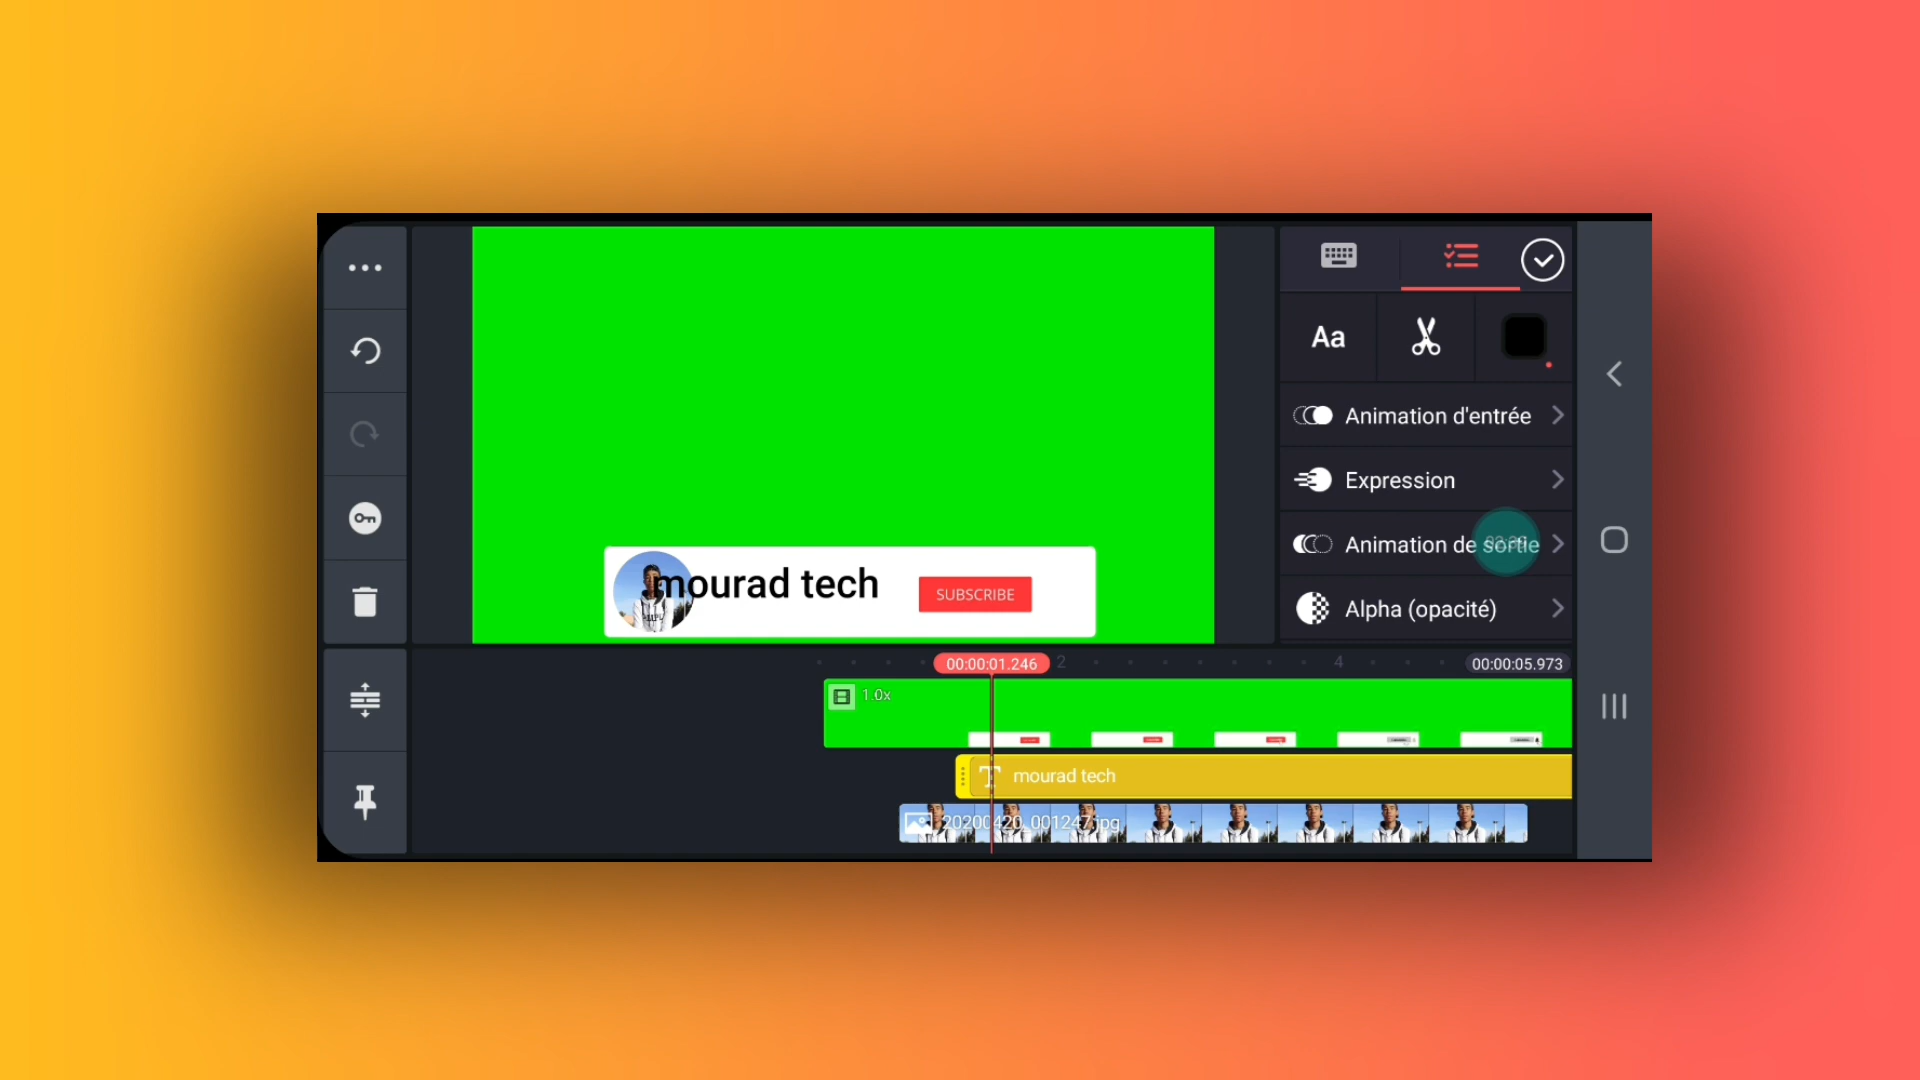 Aa
Animation d'entrée
Expression
Animation de sortie
Alpha (opacité)
mourad tech
SUBSCRIBE
00:00:01.246
2
4
00:00:05.973
1.0x
mourad tech
20200420_001247.jpg